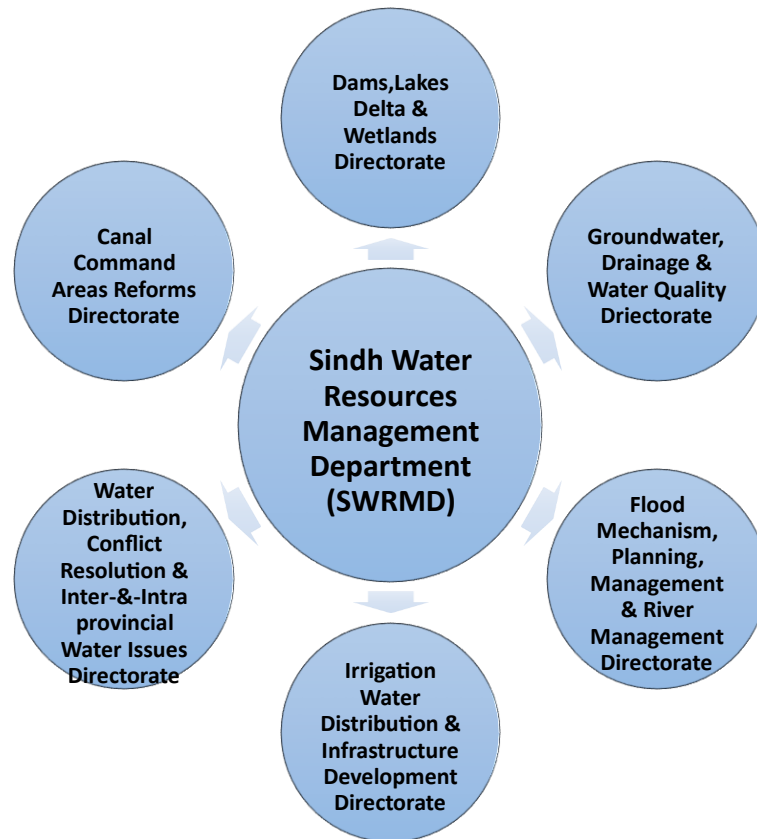 Dams,Lakes
Delta &
Wetlands
Directorate
Canal
Command
Areas Reforms
Directorate
Groundwater,
Drainage &
Water Quality
Driectorate
Sindh Water
Resources
Management
Department
(SWRMD)
Water
Distribution,
Conflict
Resolution &
Inter-&-Intra
provincial
Water Issues
Directorate
Flood
Mechanism,
Planning,
Management
& River
Management
Directorate
Irrigation
Water
Distribution &
Infrastructure
Development
Directorate